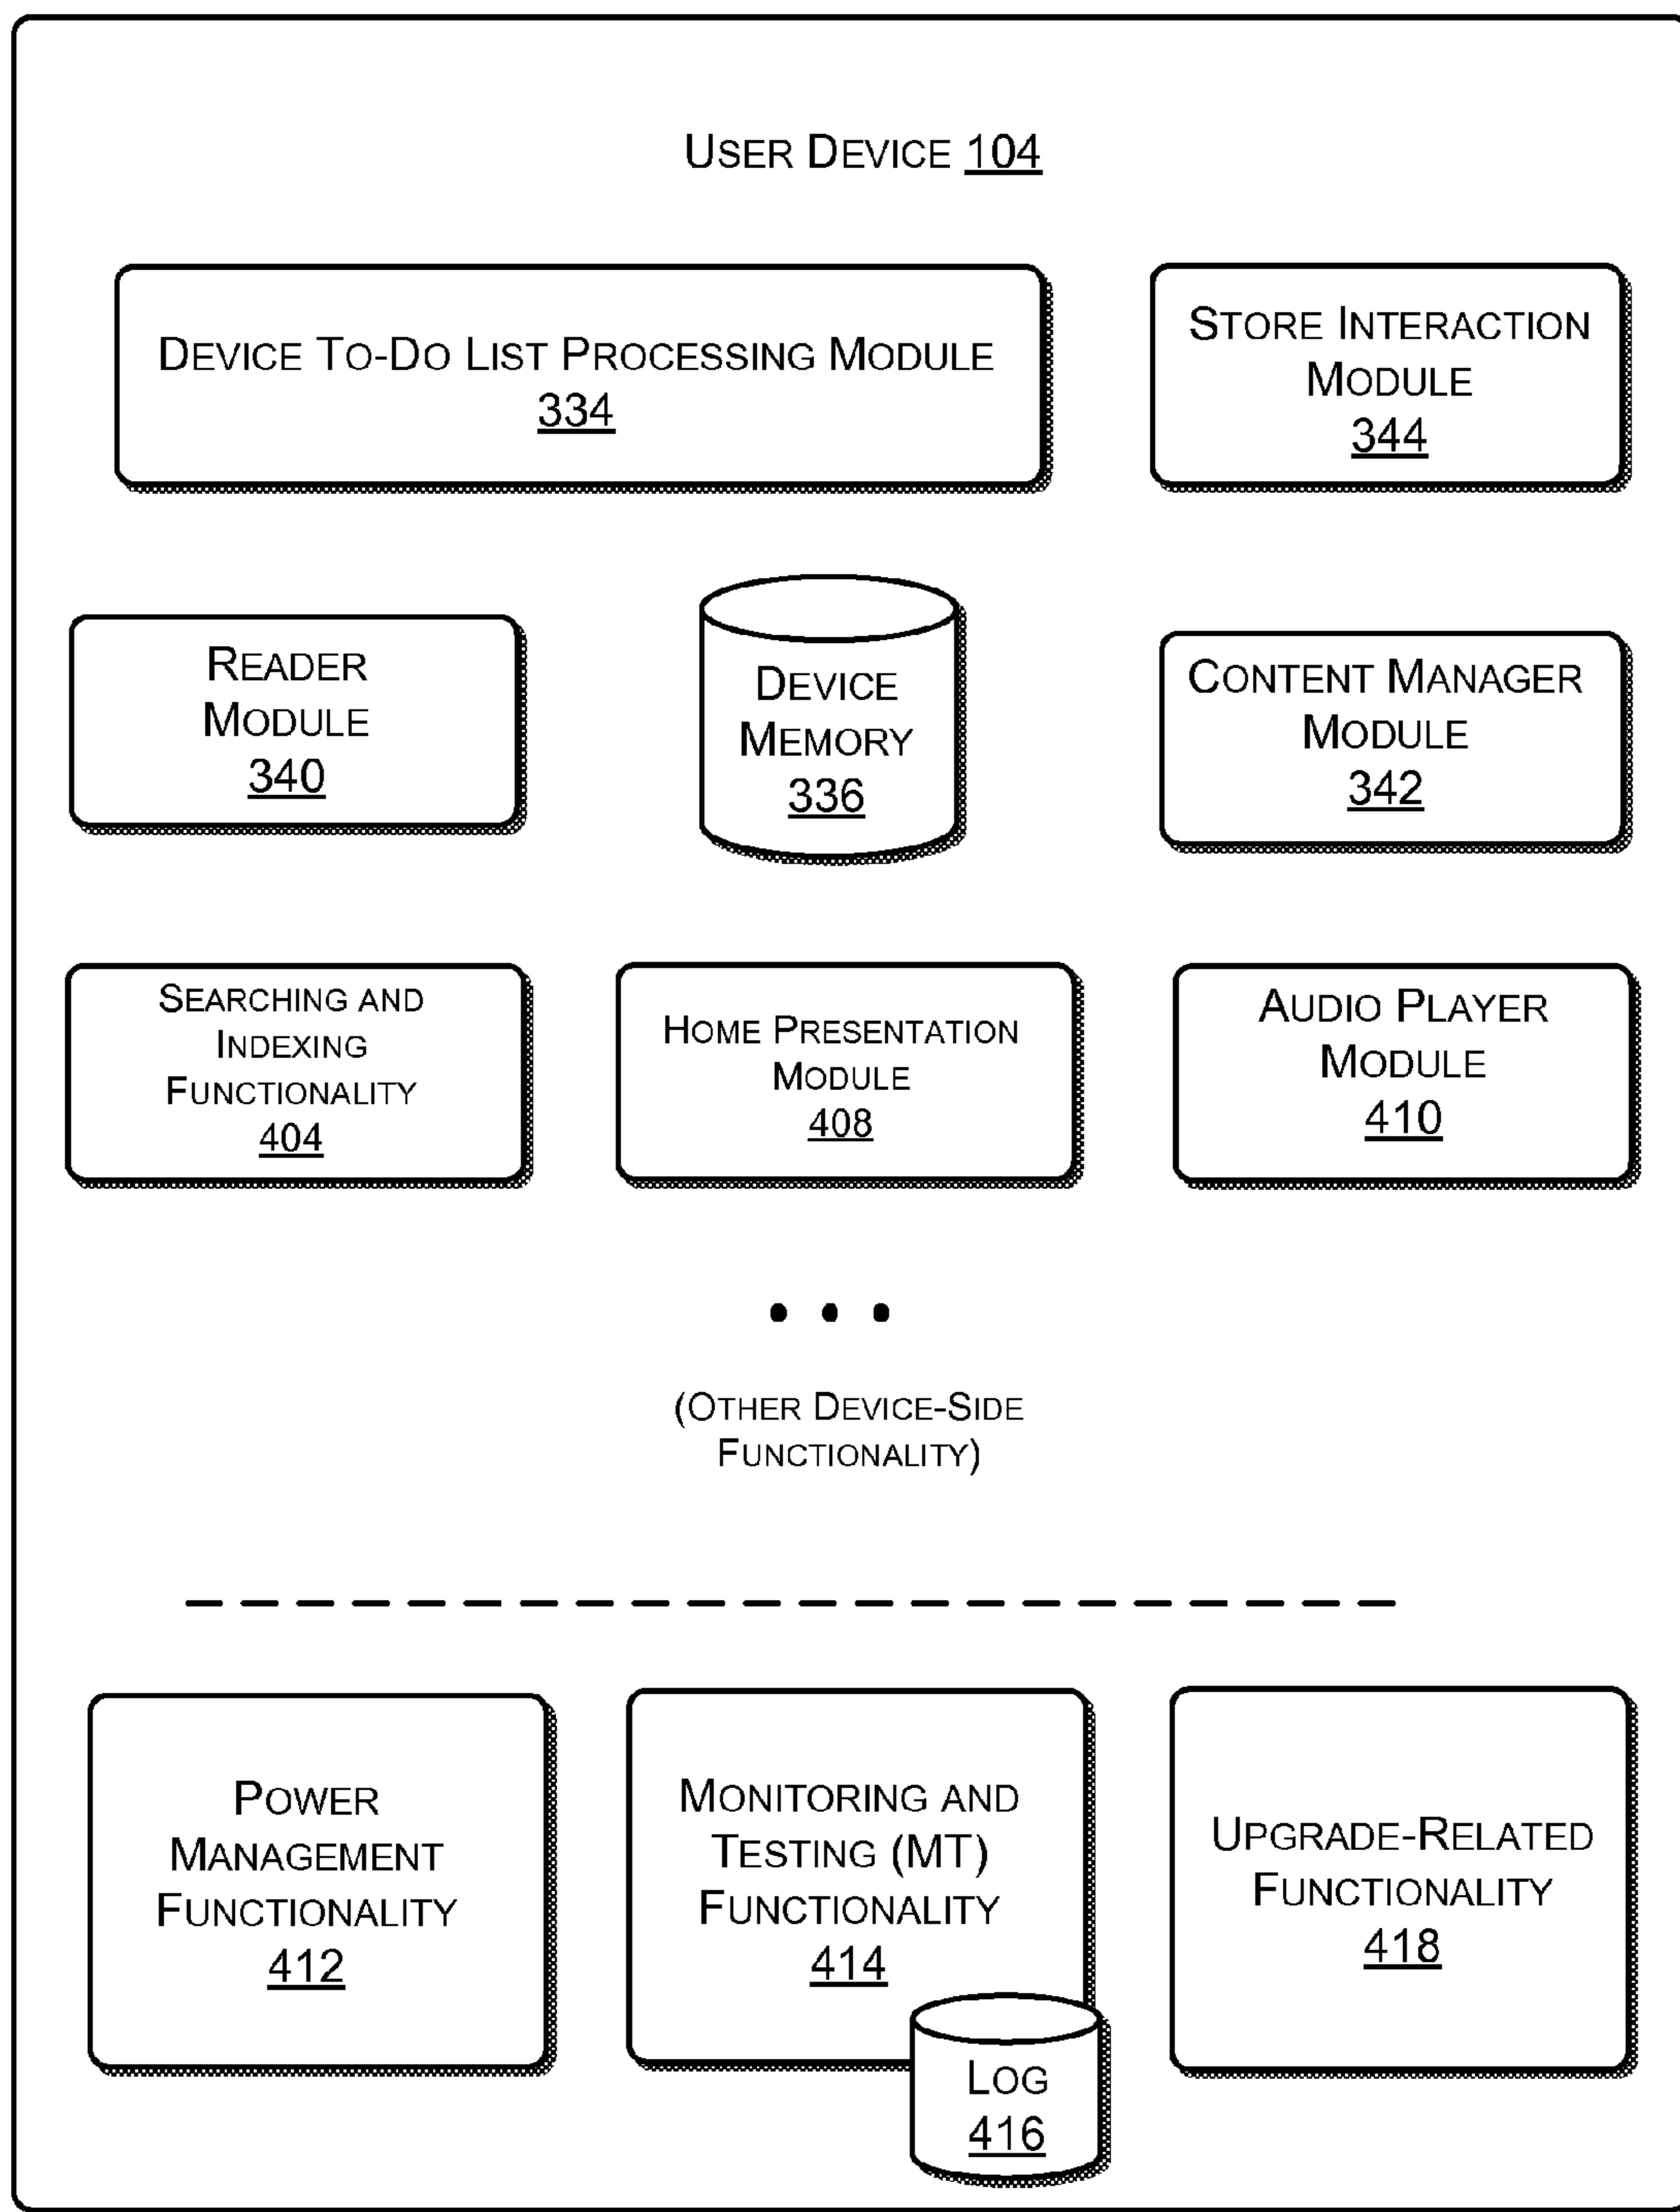 USER DEVICE 104
DEVICE TO-DO LIST PROCESSING MODULE
334
STORE INTERACTION
MODULE
344
READER
MODULE
340
DEVICE
MEMORY
336
CONTENT MANAGER
MODULE
342
SEARCHING AND
INDEXING
FUNCTIONALITY
404
HOME PRESENTATION
MODULE
408
AUDIO PLAYER
MODULE
410
• • •
(OTHER DEVICE-SIDE
FUNCTIONALITY)
POWER
MANAGEMENT
FUNCTIONALITY
412
MONITORING AND
TESTING (MT)
FUNCTIONALITY
414
LOG
416
UPGRADE-RELATED
FUNCTIONALITY
418